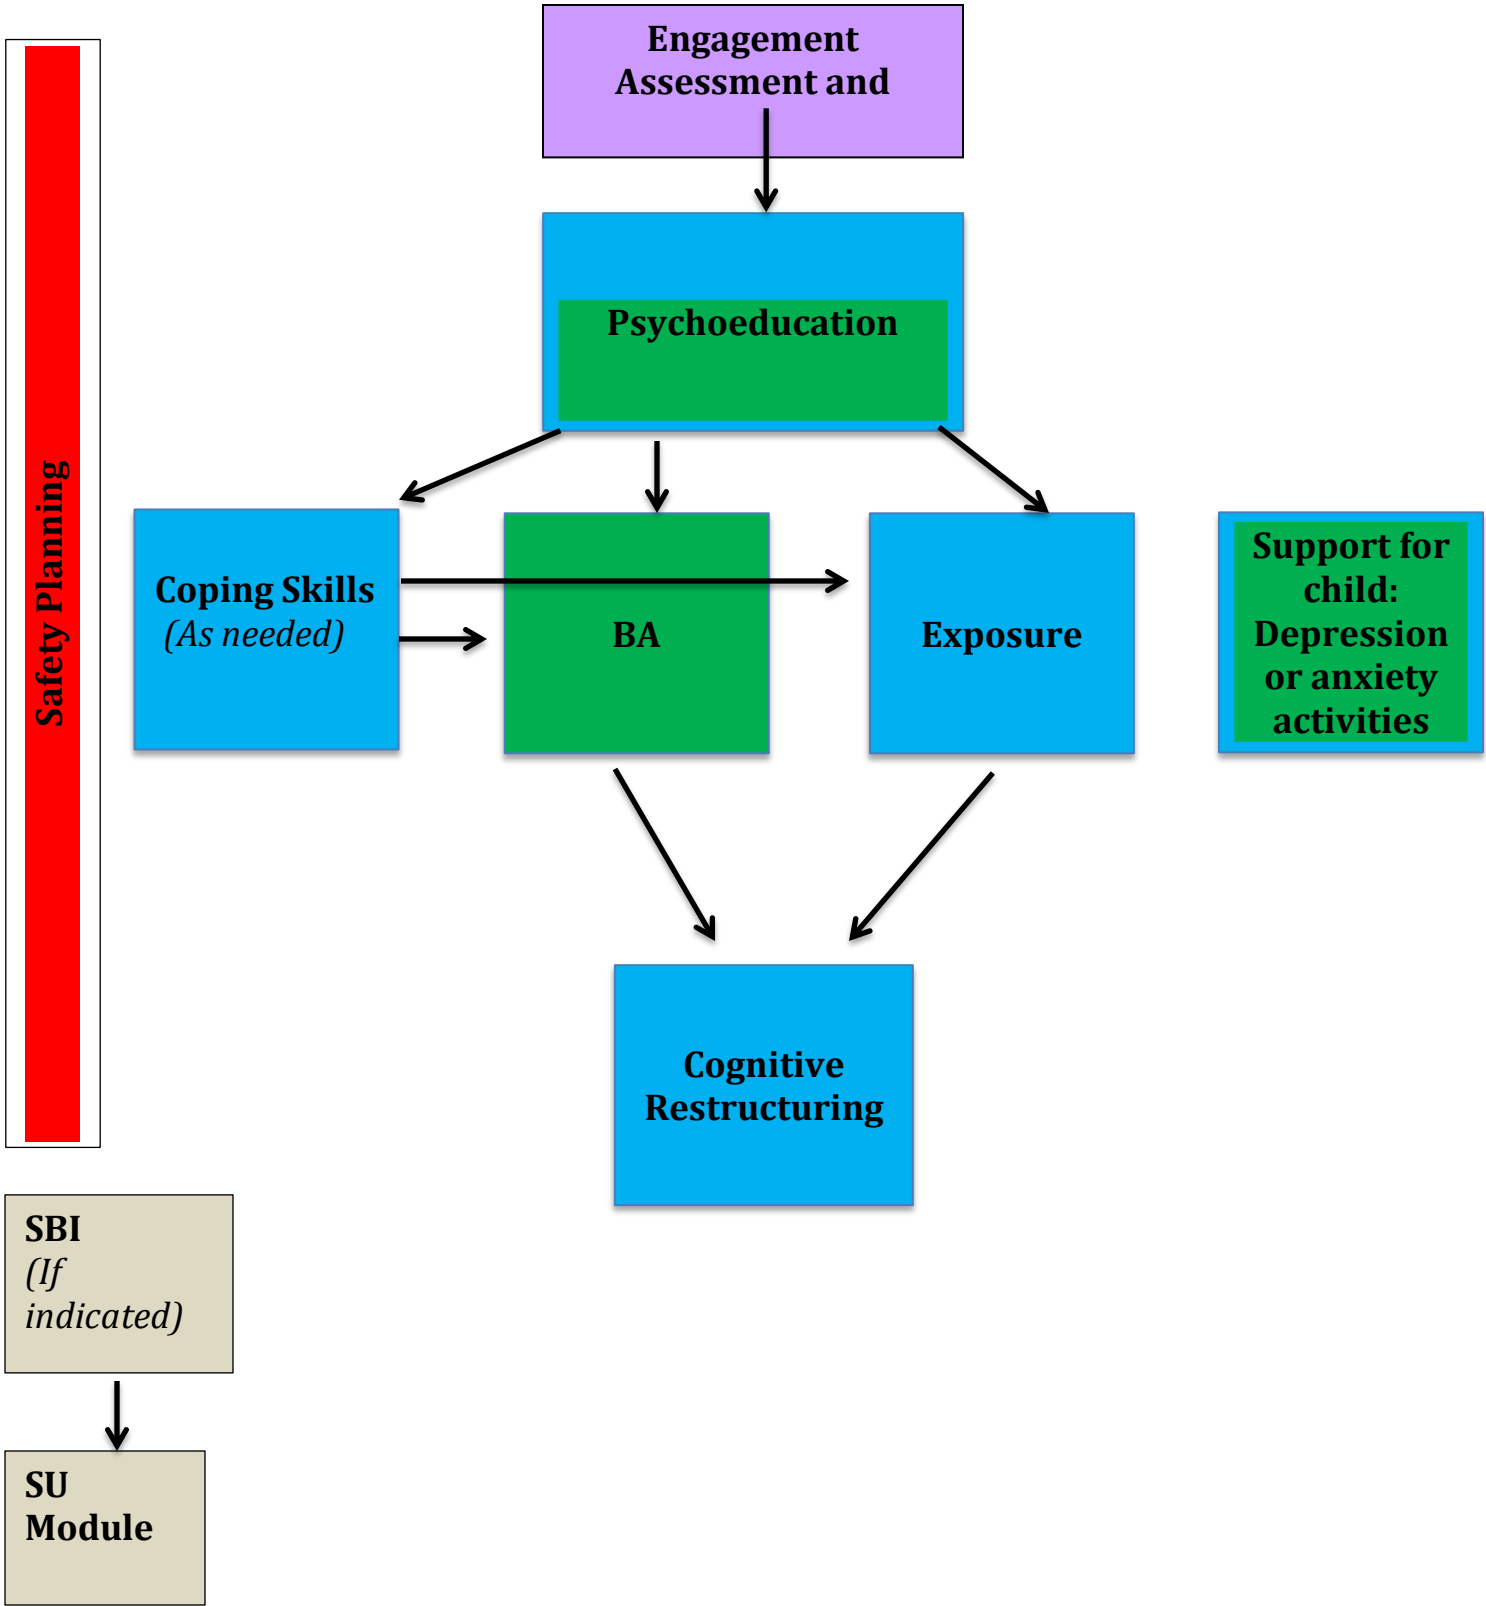 Engagement
Assessment and
Psychoeducation
Safety Planning
Coping Skills
(As needed)
BA
Exposure
Support for
child:
Depression
or anxiety
activities
Cognitive
Restructuring
SBI
(If
indicated)
SU
Module